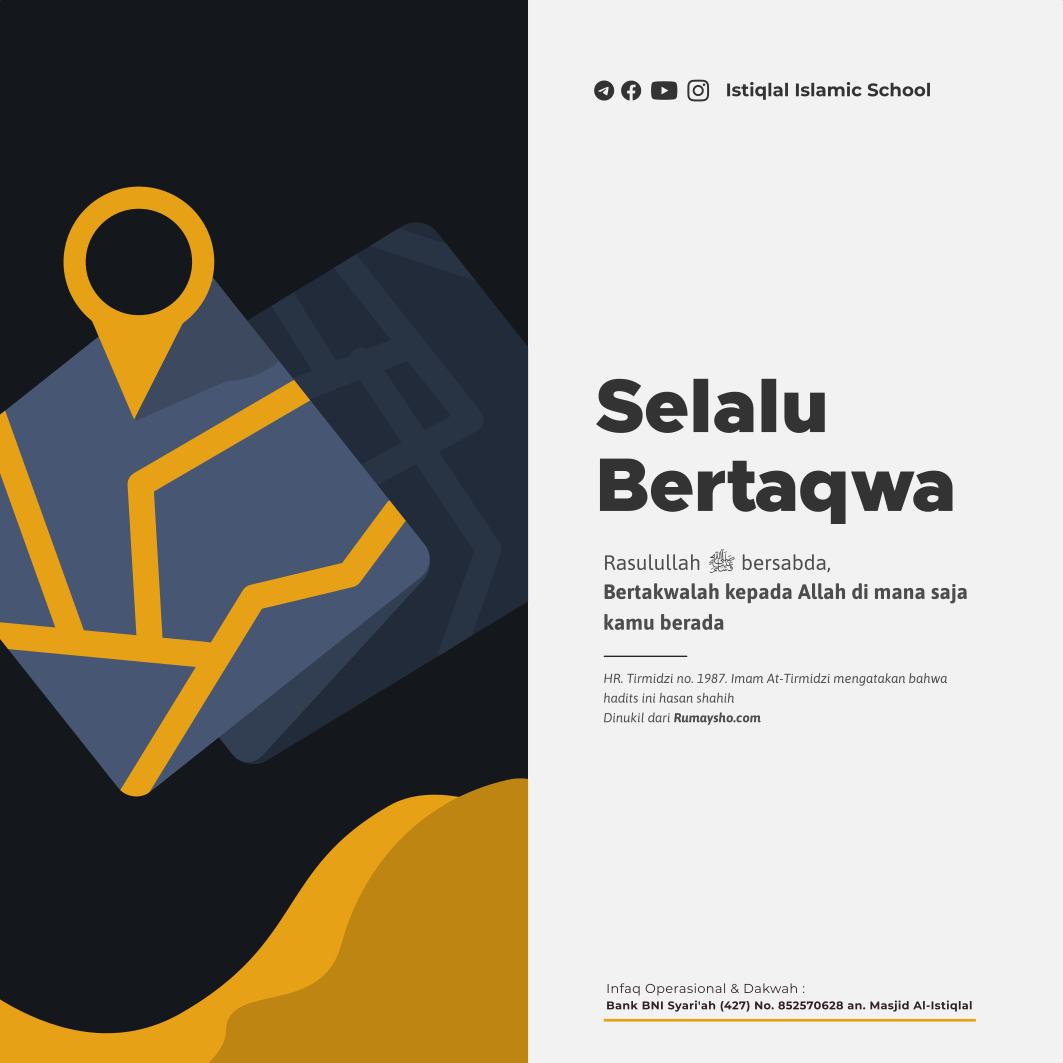 Istiqlal Islamic School
Selalu
Bertaqwa
Rasulullah ﷺ bersabda,
Bertakwalah kepada Allah di mana saja
kamu berada
HR. Tirmidzi no. 1987. Imam At-Tirmidzi mengatakan bahwa
hadits ini hasan shahih
Dinukil dari Rumaysho.com
Infaq Operasional & Dakwah :
Bank BNI Syari'ah (427) No. 852570628 an. Masjid Al-Istiqlal